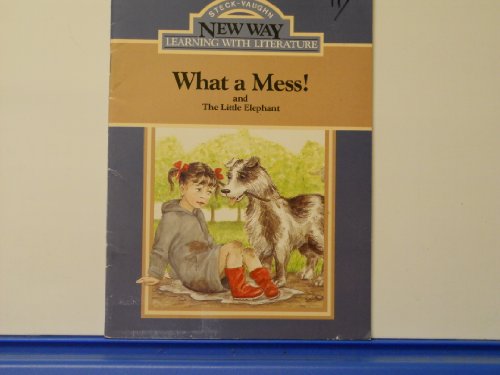 STECK-VAUGHN
NEW WAY
LEARNING WITH LITERATURE
What a Mess!
and
The Little Elephant